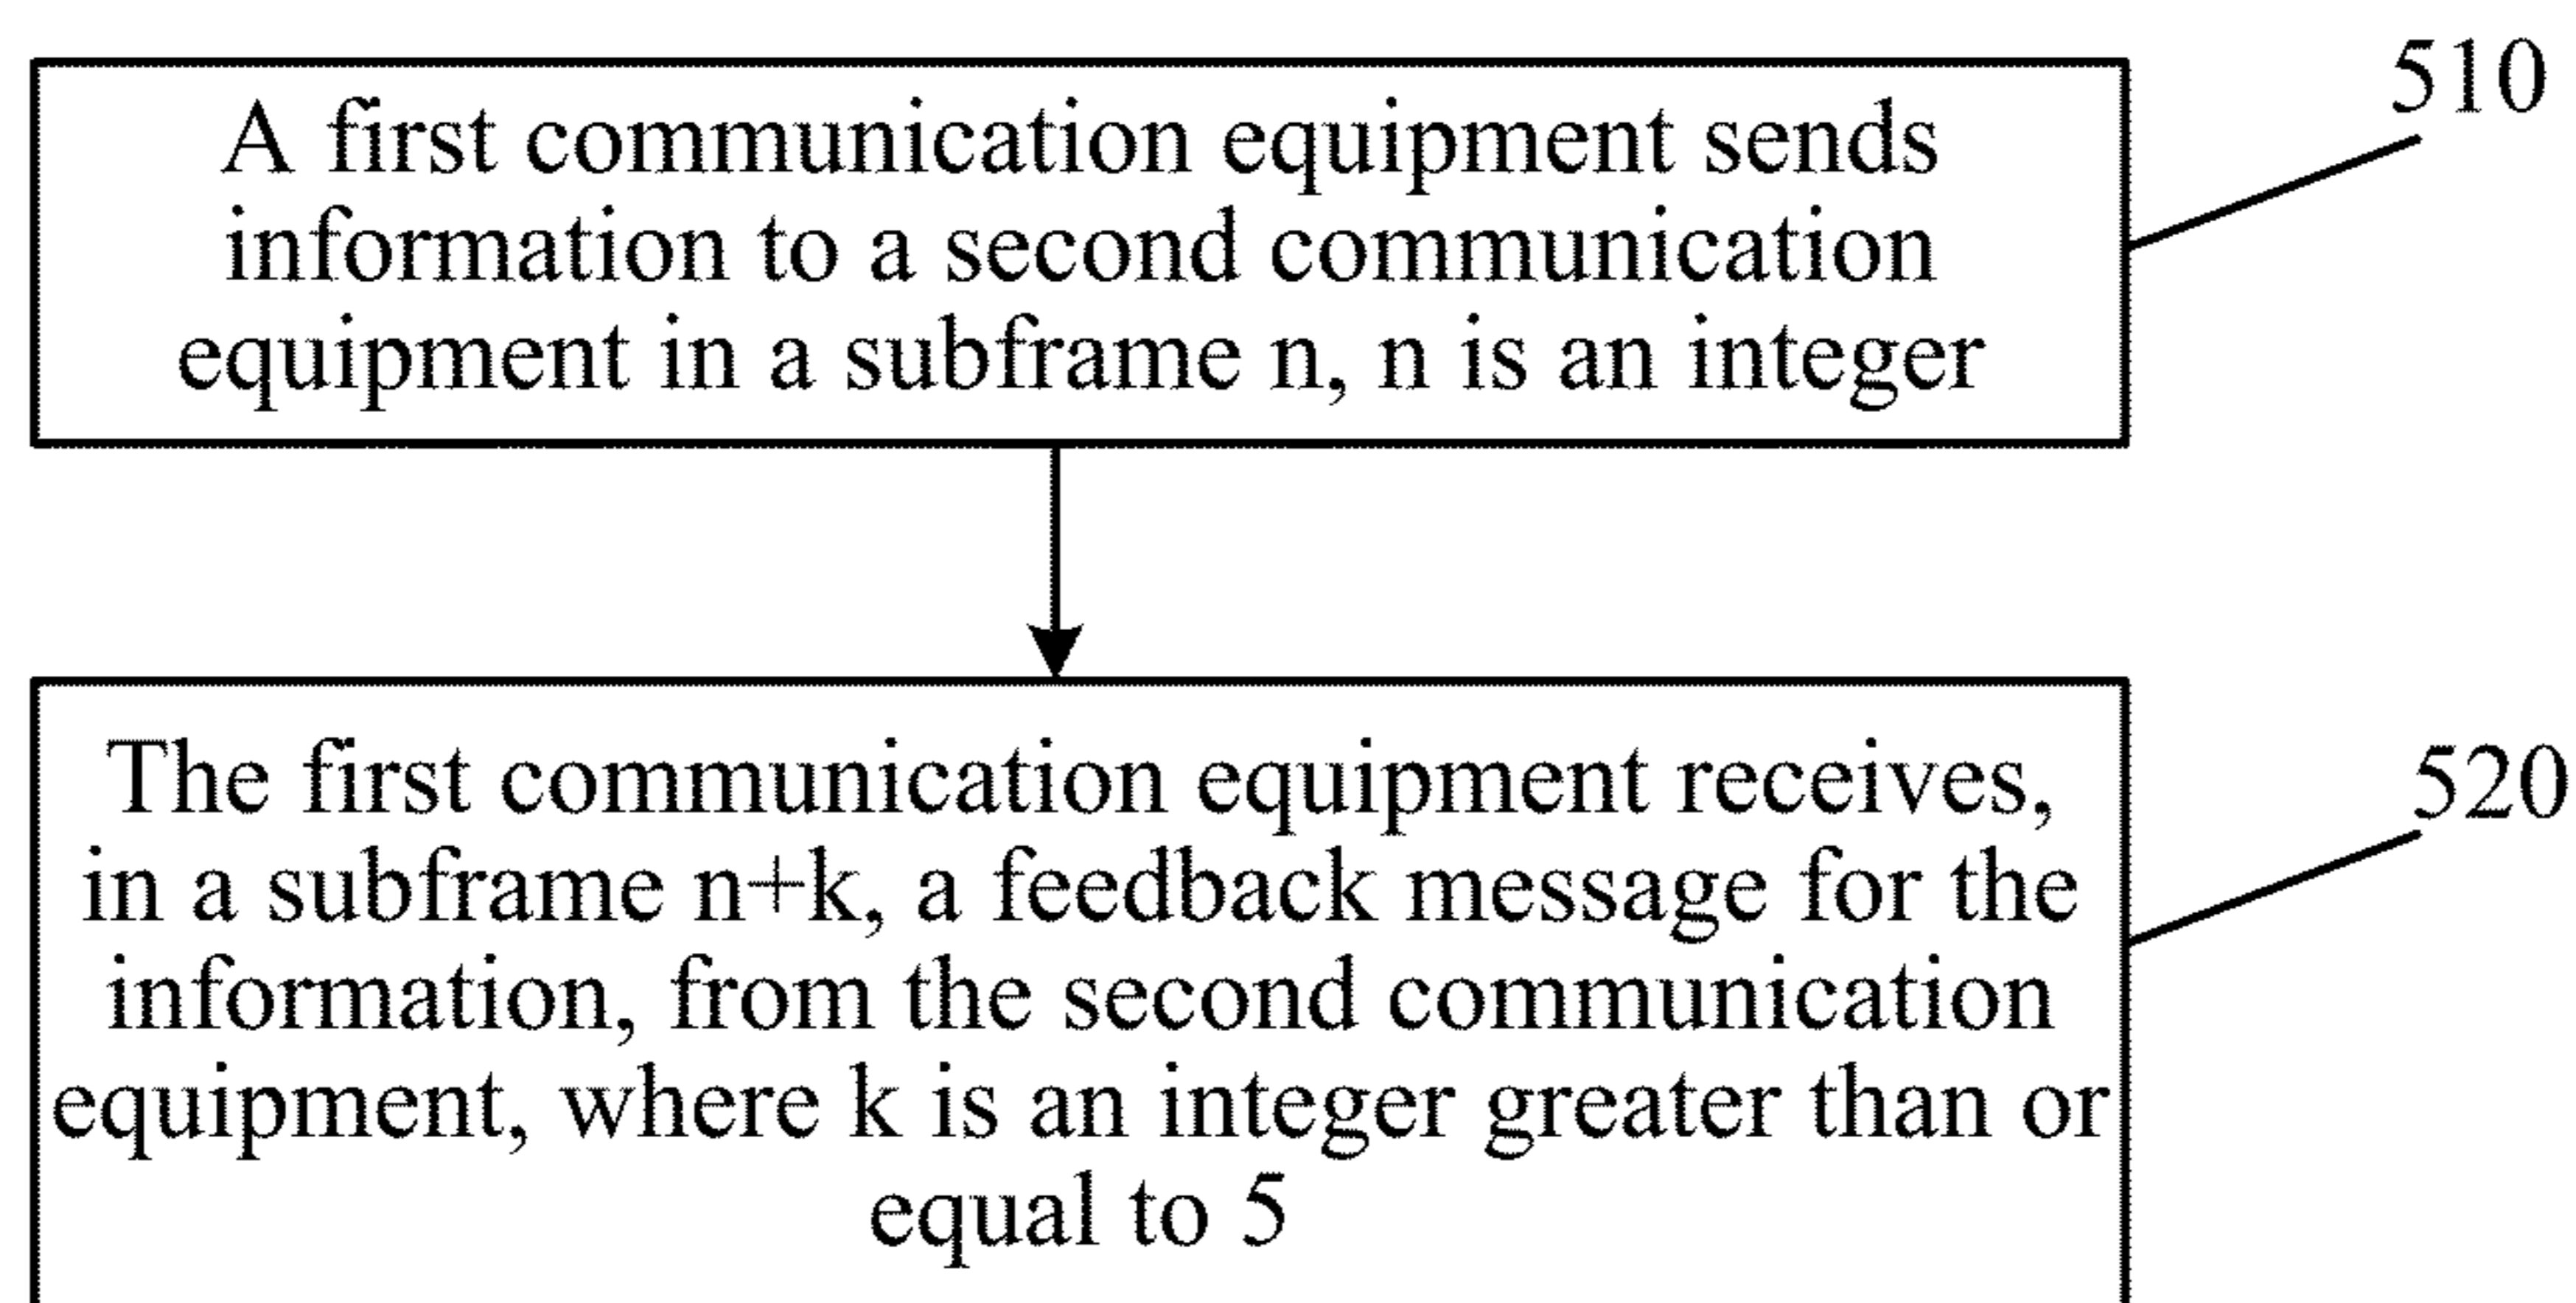 A first communication equipment sends
information to a second communication
equipment in a subframe n, n is an integer
510
The first communication equipment receives,
in a subframe n+k, a feedback message for the
information, from the second communication
equipment, where k is an integer greater than or
equal to 5
520